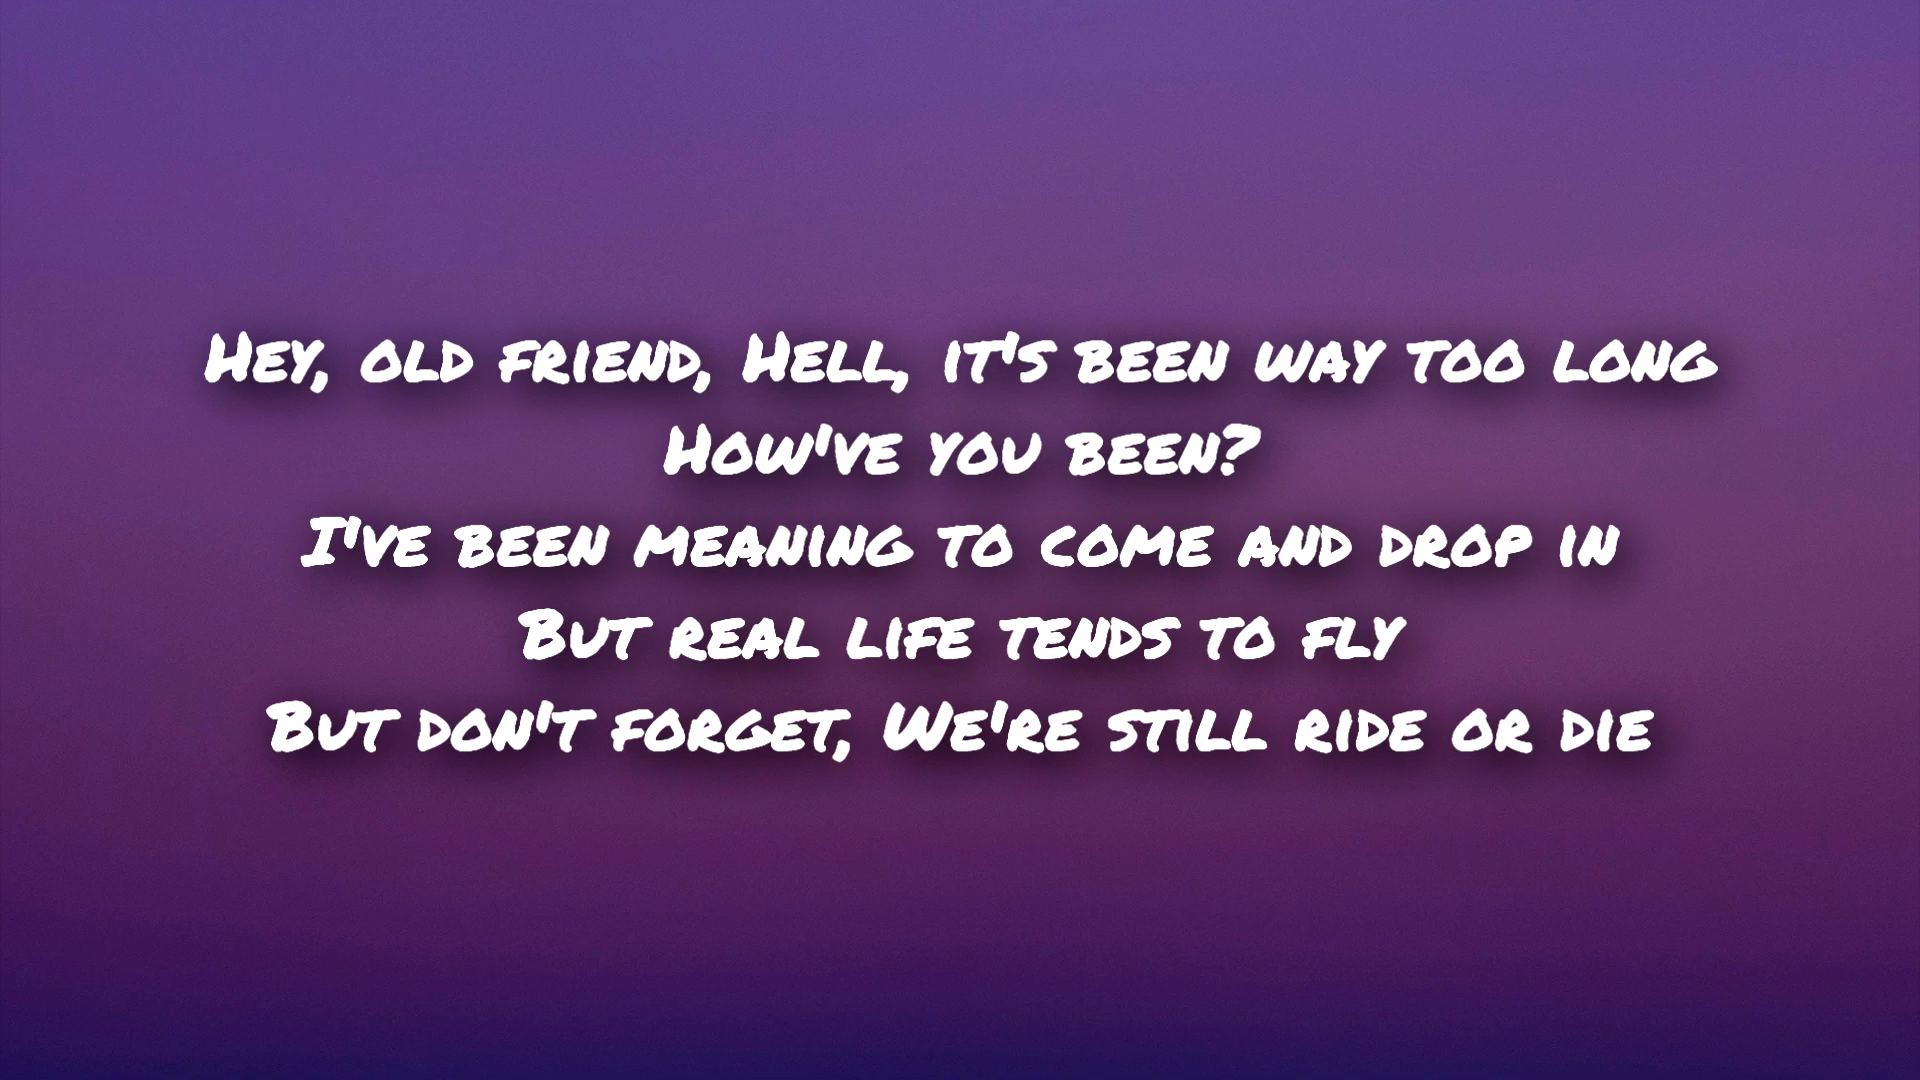 Hey, old friend, Hell, it's been way too long
How've you been?
I've been meaning to come and drop in
But real life tends to fly
But don't forget, We're still ride or die